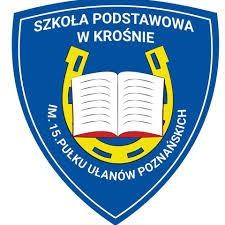 SZKOŁA PODSTAWOWA
W KROŚNIE
IM. 15. PUŁKU UŁANÓW POZNAŃSKICH